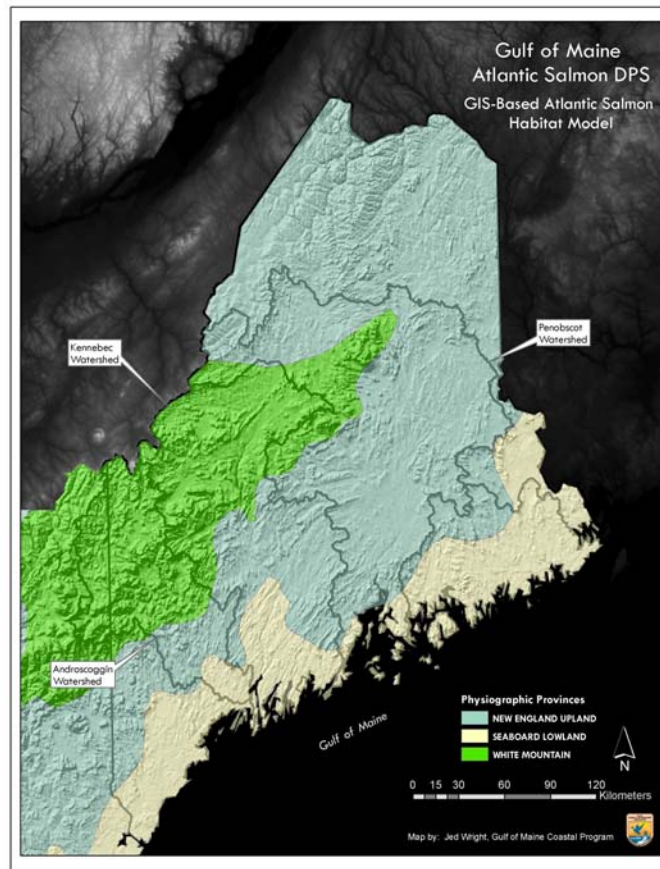 Gulf of Maine
Atlantic Salmon DPS
GIS-Based Atlantic Salmon
Habitat Model
Kennebec
Watershed
Penobscot
Watershed
Androscoggin
Watershed
Gulf of Maine
Physiographic Provinces
NEW ENGLAND UPLAND
SEABOARD LOWLAND
WHITE MOUNTAIN
N
0 15 30 60 90 120
Kilometers
Map by: Jed Wright, Gulf of Maine Coastal Program